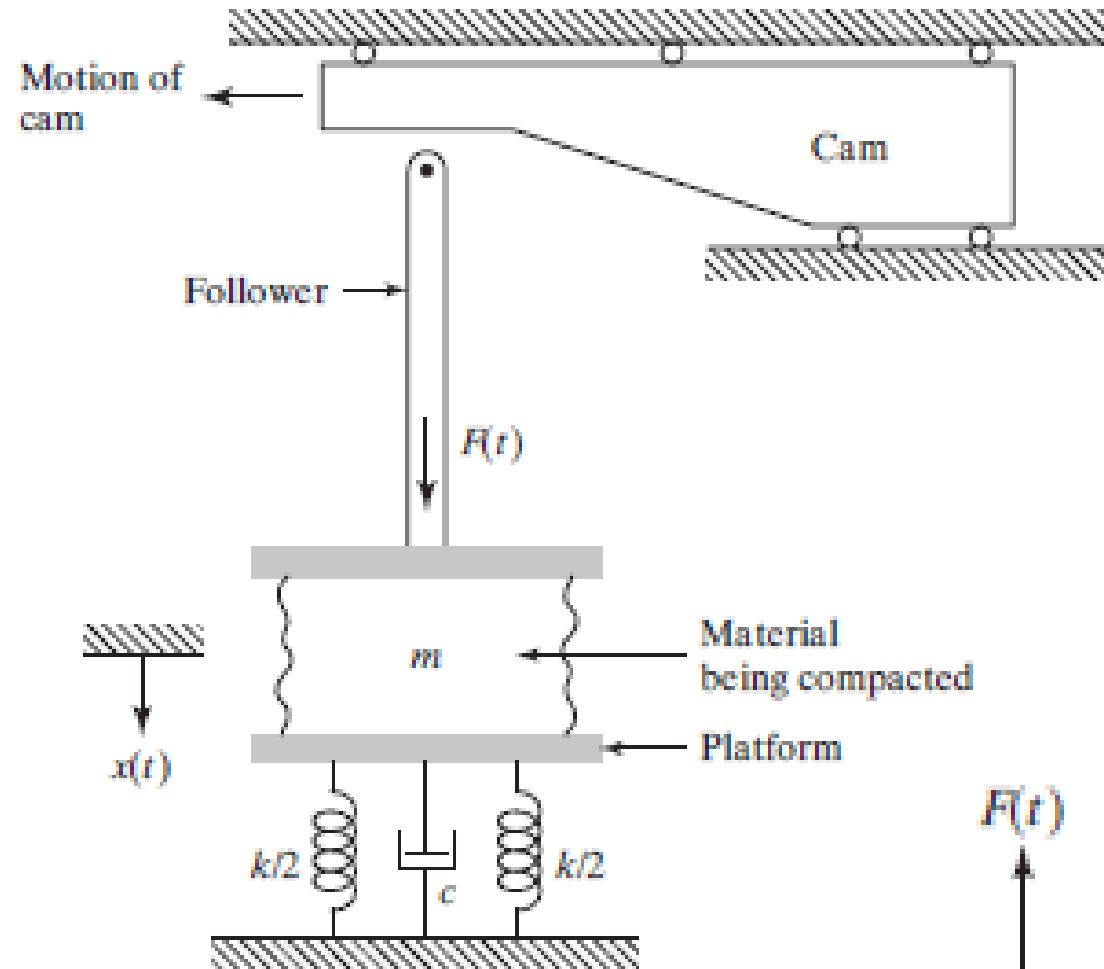 Motion of
cam
Cam
Follower
F(t)
m
Material
being compacted
Platform
x(t)
k/2
c
k/2
F(t)